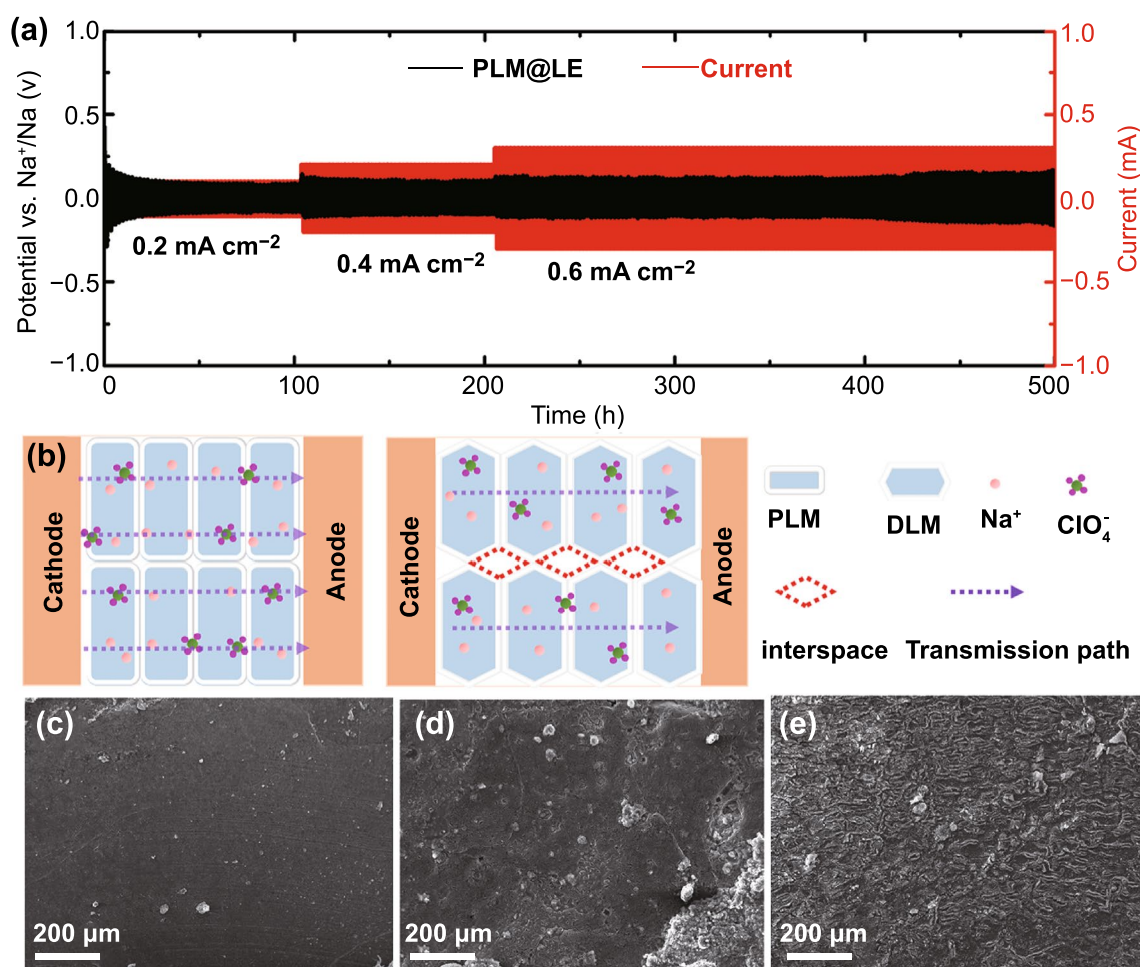 (a)
1.0
0.5
0.0
−0.5
−1.0
Potential vs. Na⁺/Na (v)
PLM@LE
Current
0.2 mA cm⁻²
0.4 mA cm⁻²
0.6 mA cm⁻²
1.0
0.5
0.0
−0.5
−1.0
Current (mA)
0 100 200 300 400 500
Time (h)
(b)
Cathode
Anode
Cathode
Anode
PLM
DLM
Na⁺
ClO₄⁻
interspace
Transmission path
(c)
200 μm
(d)
200 μm
(e)
200 μm